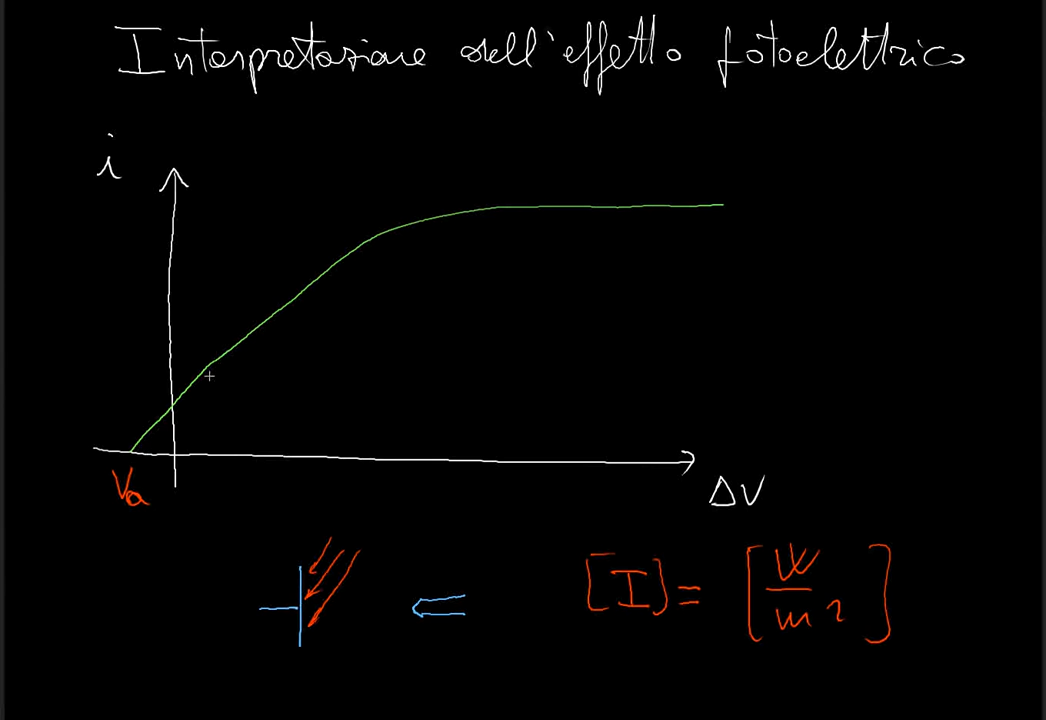 Interpretazione dell'effetto fotoelettrico
i
Va
ΔV
[I] = [W/m²]